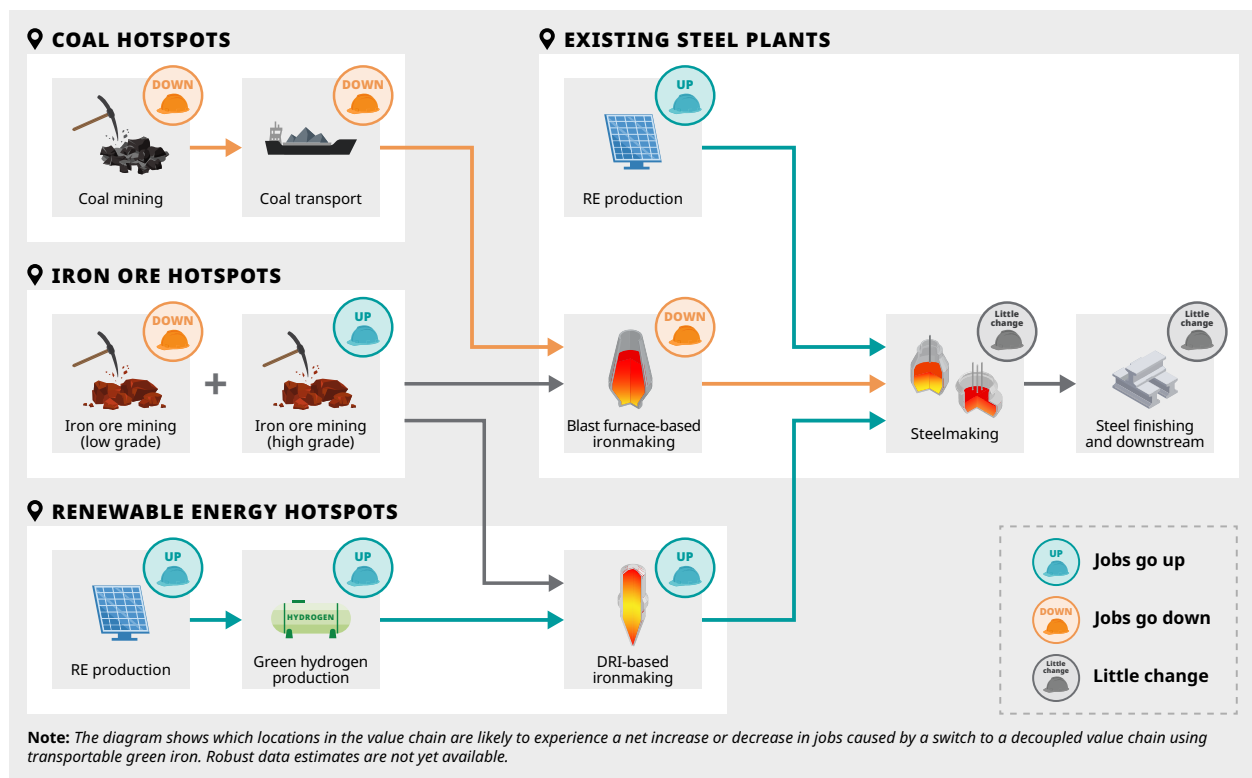 COAL HOTSPOTS
DOWN
Coal mining
DOWN
Coal transport
EXISTING STEEL PLANTS
UP
RE production
IRON ORE HOTSPOTS
DOWN
Iron ore mining
(low grade)
+
UP
Iron ore mining
(high grade)
DOWN
Blast furnace-based
ironmaking
Little
change
Steelmaking
Little
change
Steel finishing
and downstream
RENEWABLE ENERGY HOTSPOTS
UP
RE production
UP
HYDROGEN
Green hydrogen
production
UP
DRI-based
ironmaking
UP
Jobs go up
DOWN
Jobs go down
Little
change
Little change
Note: The diagram shows which locations in the value chain are likely to experience a net increase or decrease in jobs caused by a switch to a decoupled value chain using
transportable green iron. Robust data estimates are not yet available.